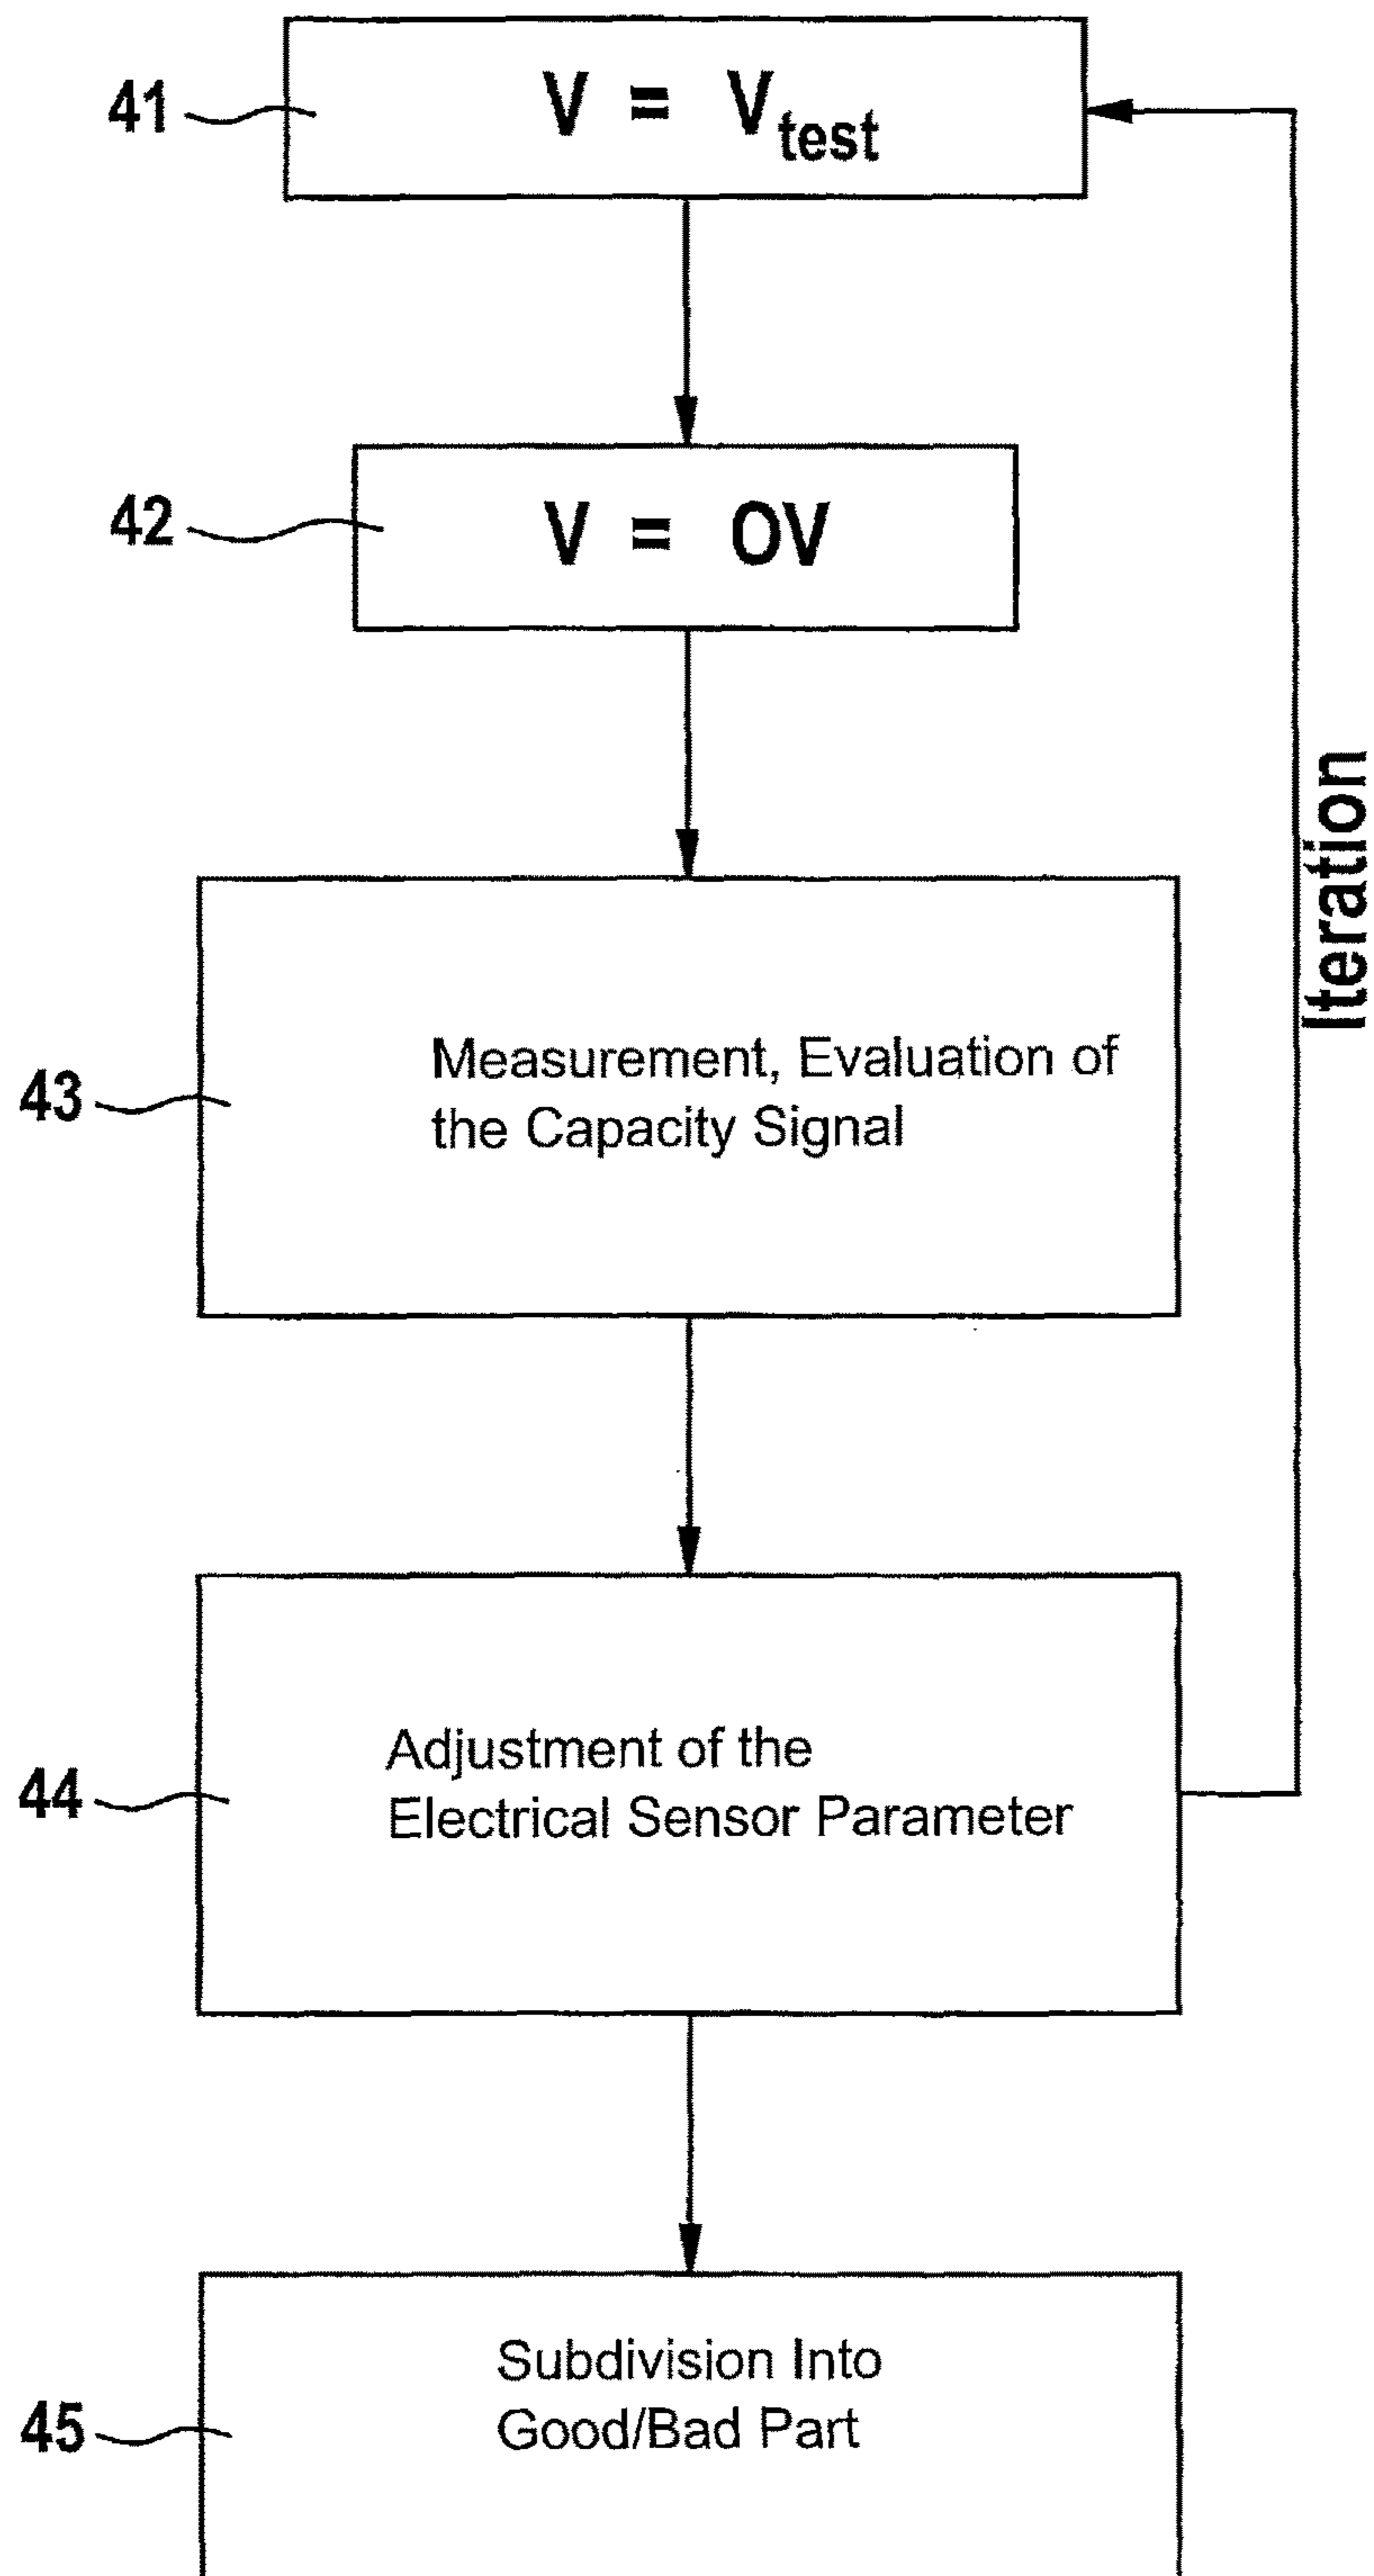 41
V = Vtest
42
V = OV
43
Measurement, Evaluation of
the Capacity Signal
Iteration
44
Adjustment of the
Electrical Sensor Parameter
45
Subdivision Into
Good/Bad Part